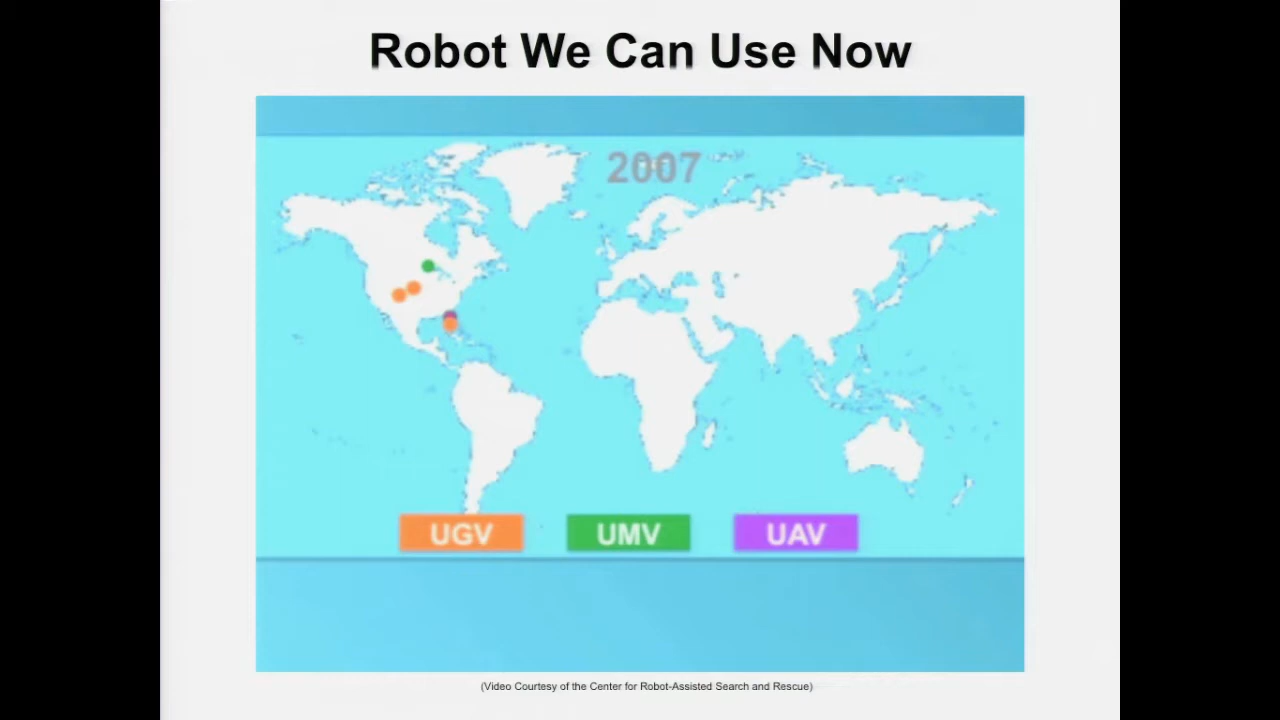 Robot We Can Use Now
2007
UGV
UMV
UAV
(Video Courtesy of the Center for Robot-Assisted Search and Rescue)